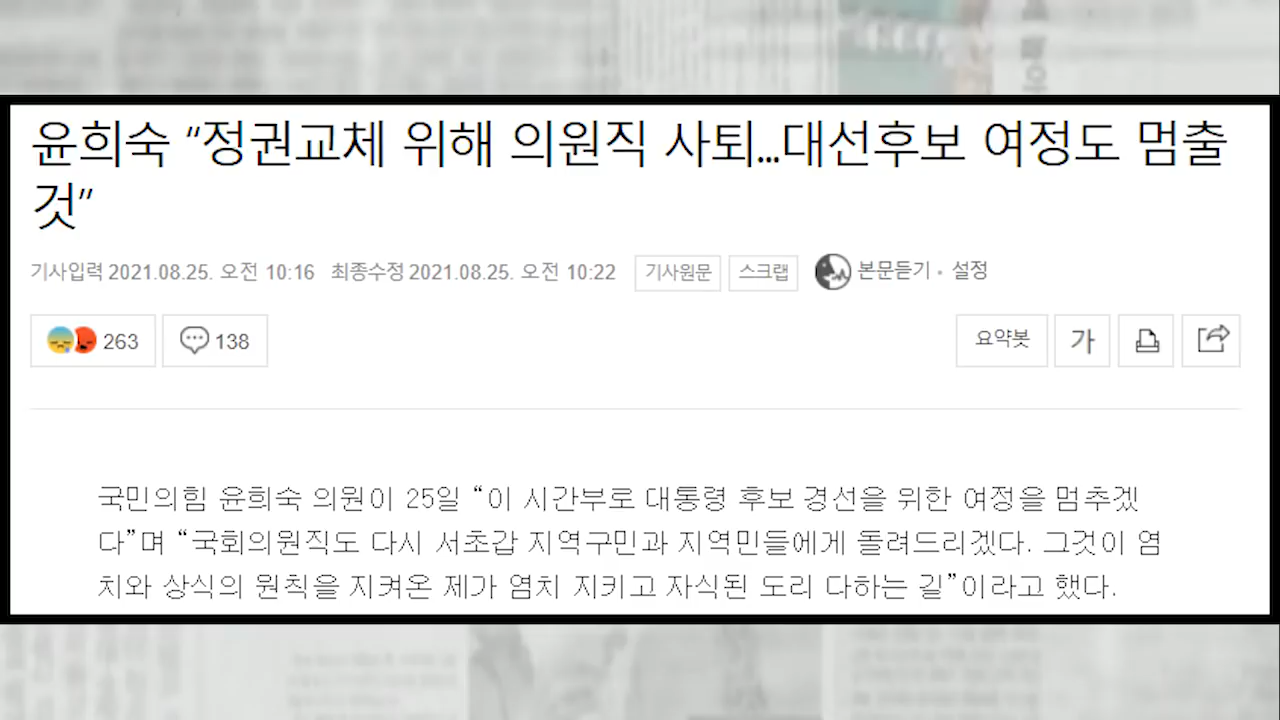 윤희숙 “정권교체 위해 의원직 사퇴...대선후보 여정도 멈출
것”
기사입력 2021.08.25. 오전 10:16 최종수정 2021.08.25. 오전 10:22 기사원문 스크랩 본문듣기 · 설정
263 138 요약봇 가
국민의힘 윤희숙 의원이 25일 “이 시간부로 대통령 후보 경선을 위한 여정을 멈추겠
다”며 “국회의원직도 다시 서초갑 지역구민과 지역민들에게 돌려드리겠다. 그것이 염
치와 상식의 원칙을 지켜온 제가 염치 지키고 자식된 도리 다하는 길”이라고 했다.